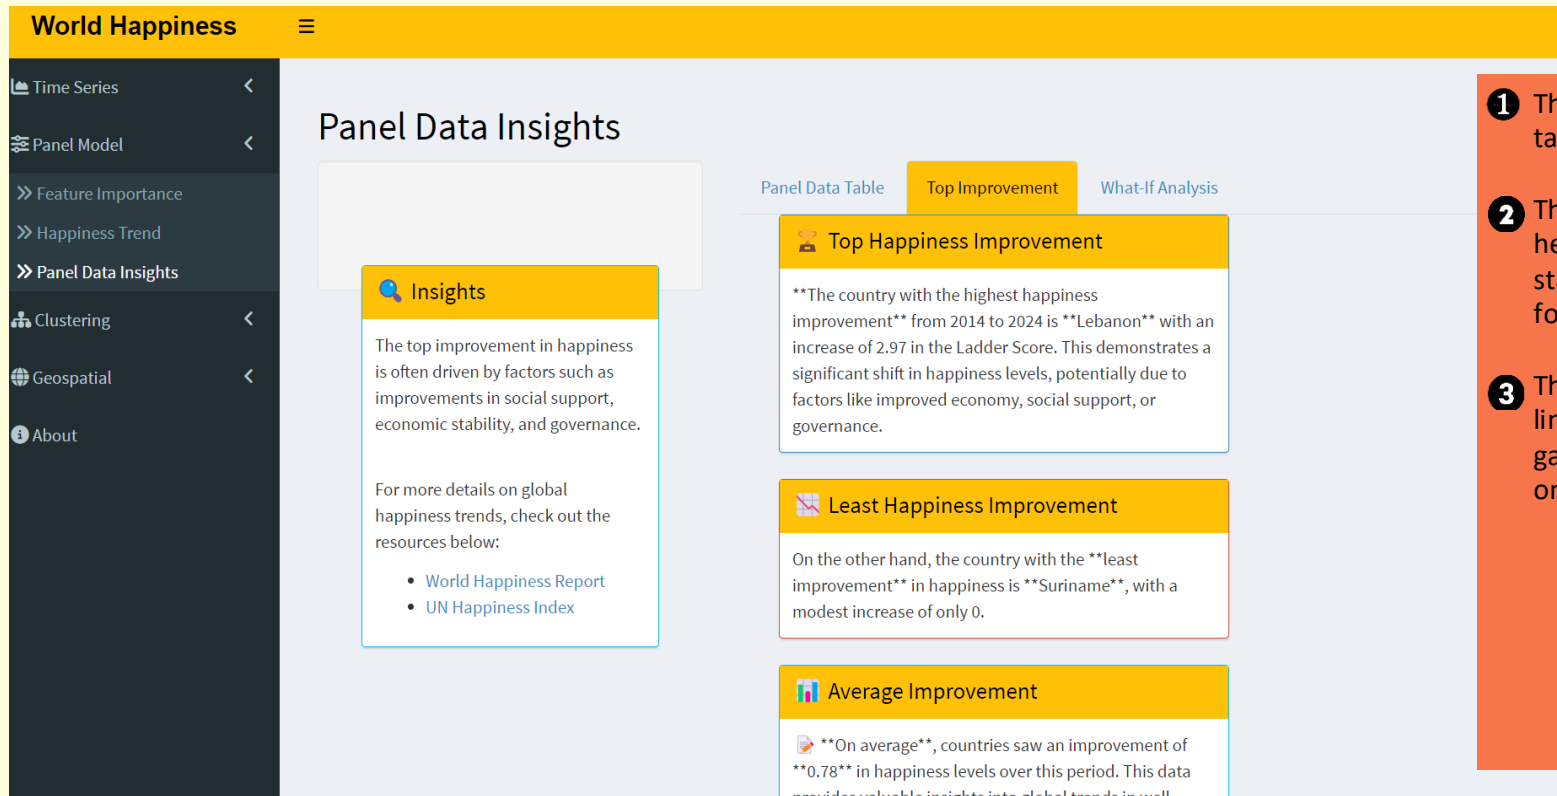 World Happiness
Time Series
Panel Model
Feature Importance
Happiness Trend
Panel Data Insights
Clustering
Geospatial
About
Panel Data Insights
Insights
The top improvement in happiness
is often driven by factors such as
improvements in social support,
economic stability, and governance.
For more details on global
happiness trends, check out the
resources below:
• World Happiness Report
• UN Happiness Index
Panel Data Table
Top Improvement
What-If Analysis
Top Happiness Improvement
**The country with the highest happiness
improvement** from 2014 to 2024 is **Lebanon** with an
increase of 2.97 in the Ladder Score. This demonstrates a
significant shift in happiness levels, potentially due to
factors like improved economy, social support, or
governance.
Least Happiness Improvement
On the other hand, the country with the **least
improvement** in happiness is **Suriname**, with a
modest increase of only 0.
Average Improvement
**On average**, countries saw an improvement of
**0.78** in happiness levels over this period. This data
provides valuable insights into global trends in well
1
2
3